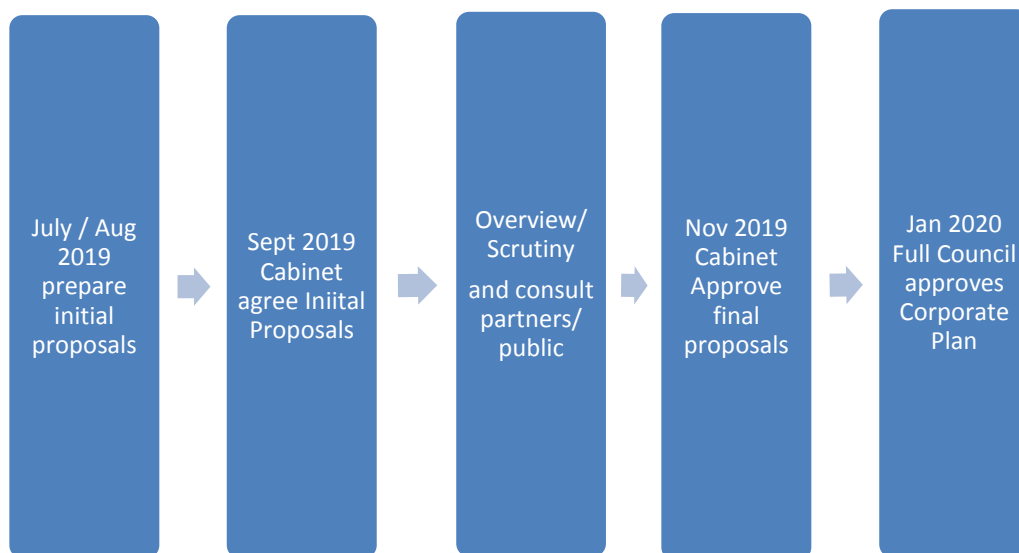 July / Aug
2019
prepare
initial
proposals
Sept 2019
Cabinet
agree Iniital
Proposals
Overview/
Scrutiny
and consult
partners/
public
Nov 2019
Cabinet
Approve
final
proposals
Jan 2020
Full Council
approves
Corporate
Plan